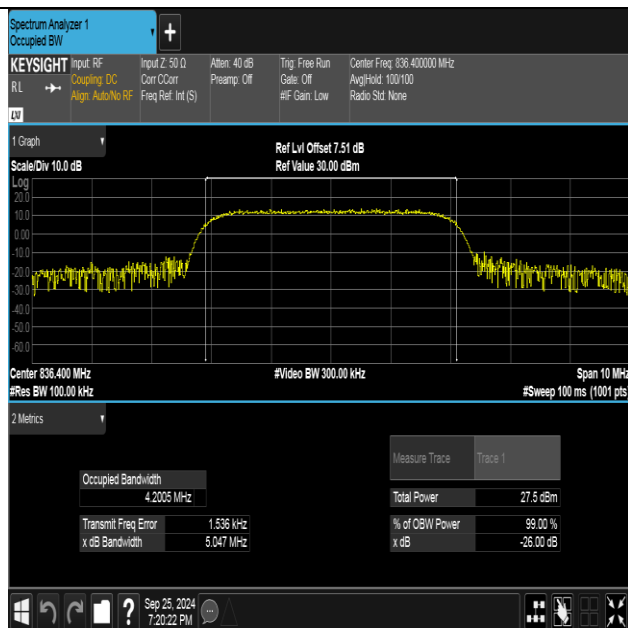 Spectrum Analyzer 1
Occupied BW
KEYSIGHT
RL
LXI
Input: RF
Coupling: DC
Align: Auto/No RF
Input Z: 50 Ω
Corr CCorr
Freq Ref: Int (S)
Atten: 40 dB
Preamp: Off
Trig: Free Run
Gate: Off
#IF Gain: Low
Center Freq: 836.400000 MHz
Avg|Hold: 100/100
Radio Std: None
1 Graph
Scale/Div 10.0 dB
Ref Lvl Offset 7.51 dB
Ref Value 30.00 dBm
Log
20.0
10.0
0.00
-10.0
-20.0
-30.0
-40.0
-50.0
-60.0
Center 836.400 MHz
#Res BW 100.00 kHz
#Video BW 300.00 kHz
Span 10 MHz
#Sweep 100 ms (1001 pts)
2 Metrics
Measure Trace Trace 1
Occupied Bandwidth
4.2005 MHz
Total Power 27.5 dBm
Transmit Freq Error 1.536 kHz
% of OBW Power 99.00 %
x dB Bandwidth 5.047 MHz
x dB -26.00 dB
?
Sep 25, 2024
7:20:22 PM